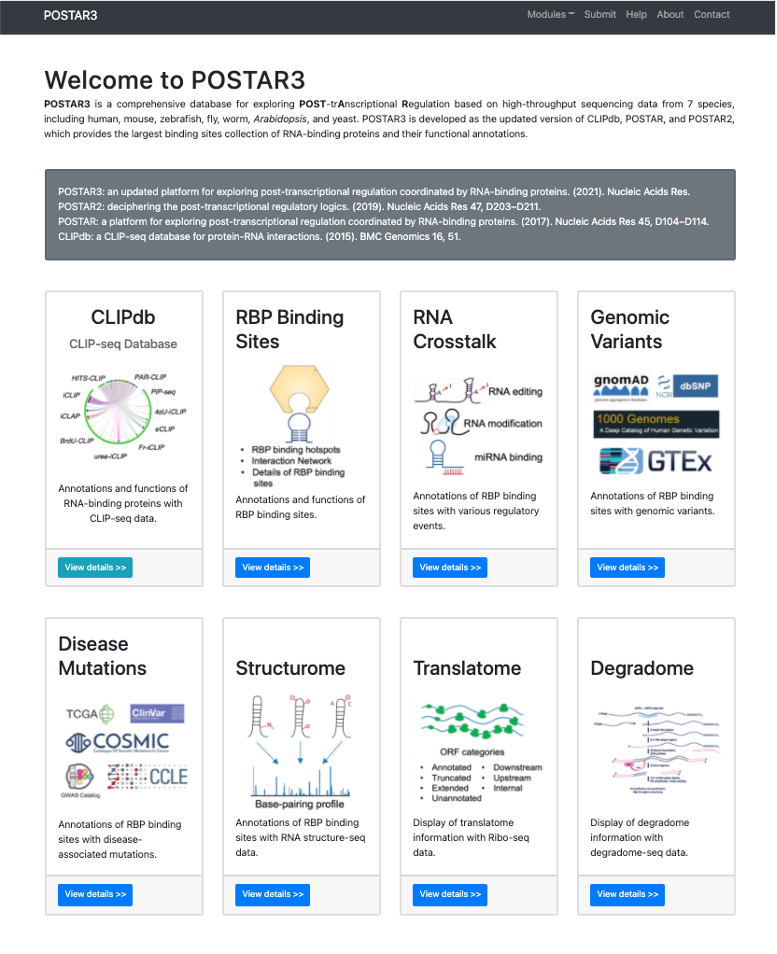 POSTAR3
Modules Submit Help About Contact
Welcome to POSTAR3
POSTAR3 is a comprehensive database for exploring POST-trAnscriptional Regulation based on high-throughput sequencing data from 7 species,
including human, mouse, zebrafish, fly, worm, Arabidopsis, and yeast. POSTAR3 is developed as the updated version of CLIPdb, POSTAR, and POSTAR2,
which provides the largest binding sites collection of RNA-binding proteins and their functional annotations.
POSTAR3: an updated platform for exploring post-transcriptional regulation coordinated by RNA-binding proteins. (2021). Nucleic Acids Res.
POSTAR2: deciphering the post-transcriptional regulatory logics. (2019). Nucleic Acids Res 47, D203–D211.
POSTAR: a platform for exploring post-transcriptional regulation coordinated by RNA-binding proteins. (2017). Nucleic Acids Res 45, D104–D114.
CLIPdb: a CLIP-seq database for protein-RNA interactions. (2015). BMC Genomics 16, 51.
CLIPdb
CLIP-seq Database
HITS-CLIP
PAR-CLIP
iCLIP
PIP-seq
iCLAP
4sU-iCLIP
eCLIP
BrdU-CLIP
Fr-iCLIP
urea-iCLIP
Annotations and functions of
RNA-binding proteins with
CLIP-seq data.
View details >>
RBP Binding
Sites
• RBP binding hotspots
• Interaction Network
• Details of RBP binding
sites
Annotations and functions of
RBP binding sites.
View details >>
RNA
Crosstalk
A I A I RNA editing
RNA modification
miRNA binding
Annotations of RBP binding
sites with various regulatory
events.
View details >>
Genomic
Variants
gnomAD
genome aggregation database
NCBI
dbSNP
1000 Genomes
A Deep Catalog of Human Genetic Variation
GTEx
Annotations of RBP binding
sites with genomic variants.
View details >>
Disease
Mutations
TCGA
ClinVar
COSMIC
Catalogue Of Somatic Mutations In Cancer
GWAS Catalog
CCLE
Annotations of RBP binding
sites with disease-
associated mutations.
View details >>
Structurome
Base-pairing profile
Annotations of RBP binding
sites with RNA structure-seq
data.
View details >>
Translatome
ORF categories
• Annotated • Downstream
• Truncated • Upstream
• Extended • Internal
• Unannotated
Display of translatome
information with Ribo-seq
data.
View details >>
Degradome
Display of degradome
information with
degradome-seq data.
View details >>